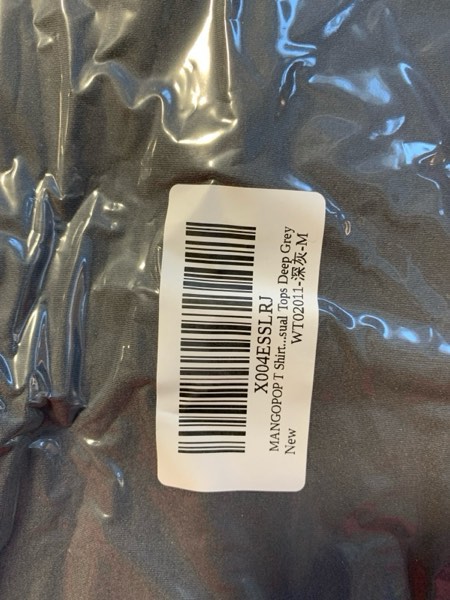 X004ESSLRJ
MANGOPOP T Shirt...sual Tops Deep Grey
WT02011-深灰-M
New